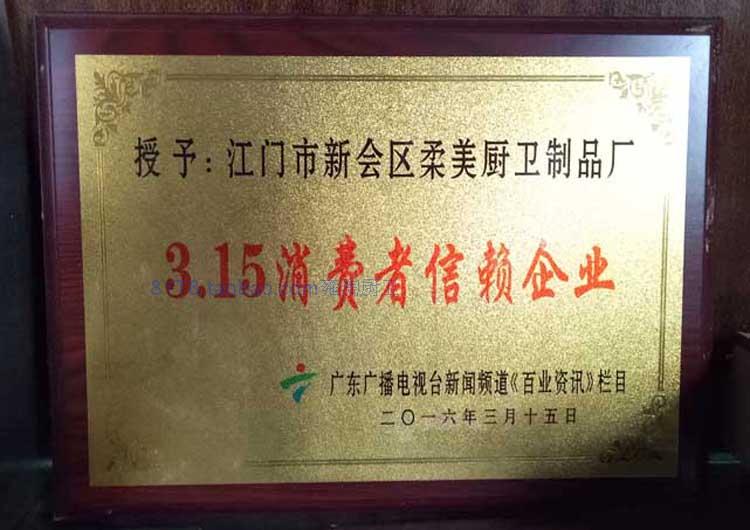 授予:江门市新会区柔美厨卫制品厂
3.15消费者信赖企业
广东广播电视台新闻频道《百业资讯》栏目
二〇一六年三月十五日